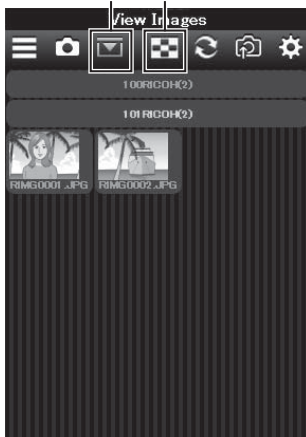 View Images
100RICOH(2)
101RICOH(2)
RIMG0001.JPG
RIMG0002.JPG